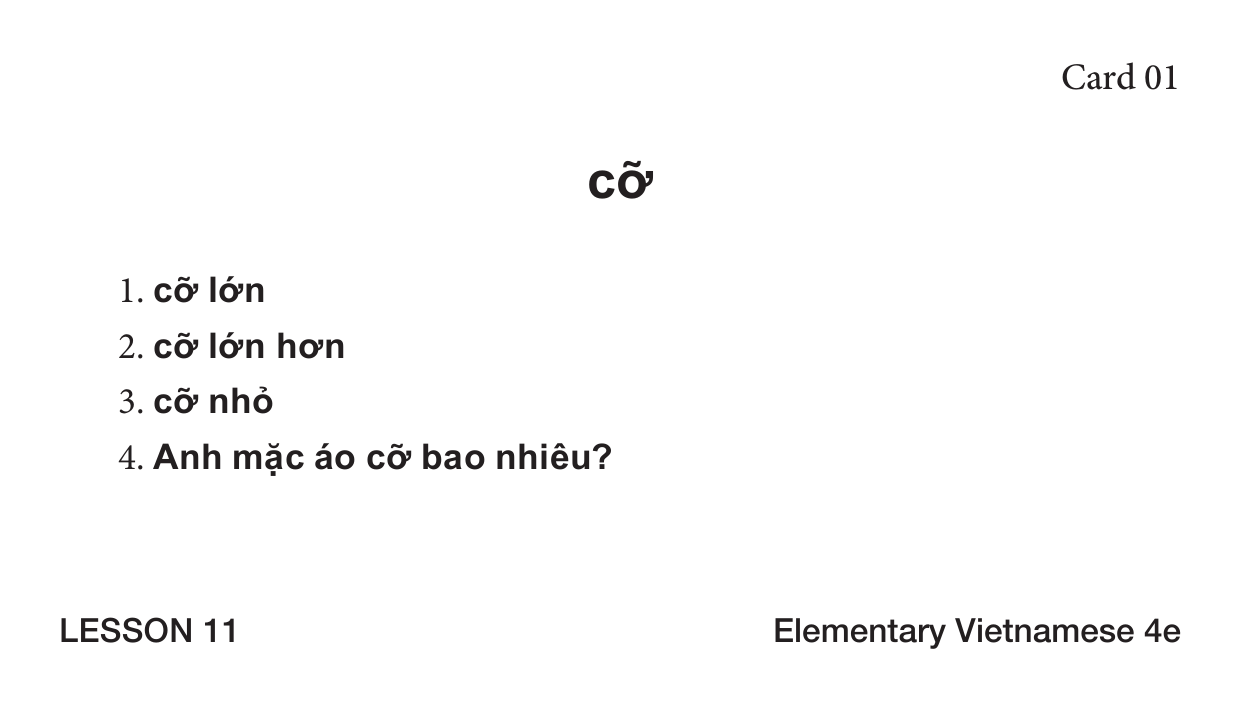 Card 01
cỡ
1. cỡ lớn
2. cỡ lớn hơn
3. cỡ nhỏ
4. Anh mặc áo cỡ bao nhiêu?
LESSON 11 Elementary Vietnamese 4e